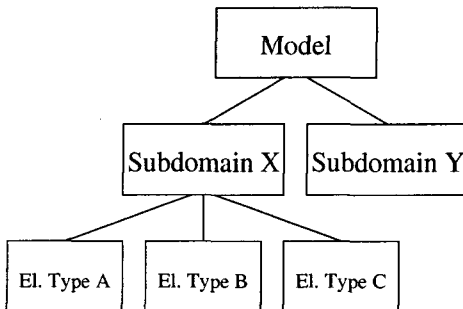 Model
Subdomain X
Subdomain Y
El. Type A
El. Type B
El. Type C